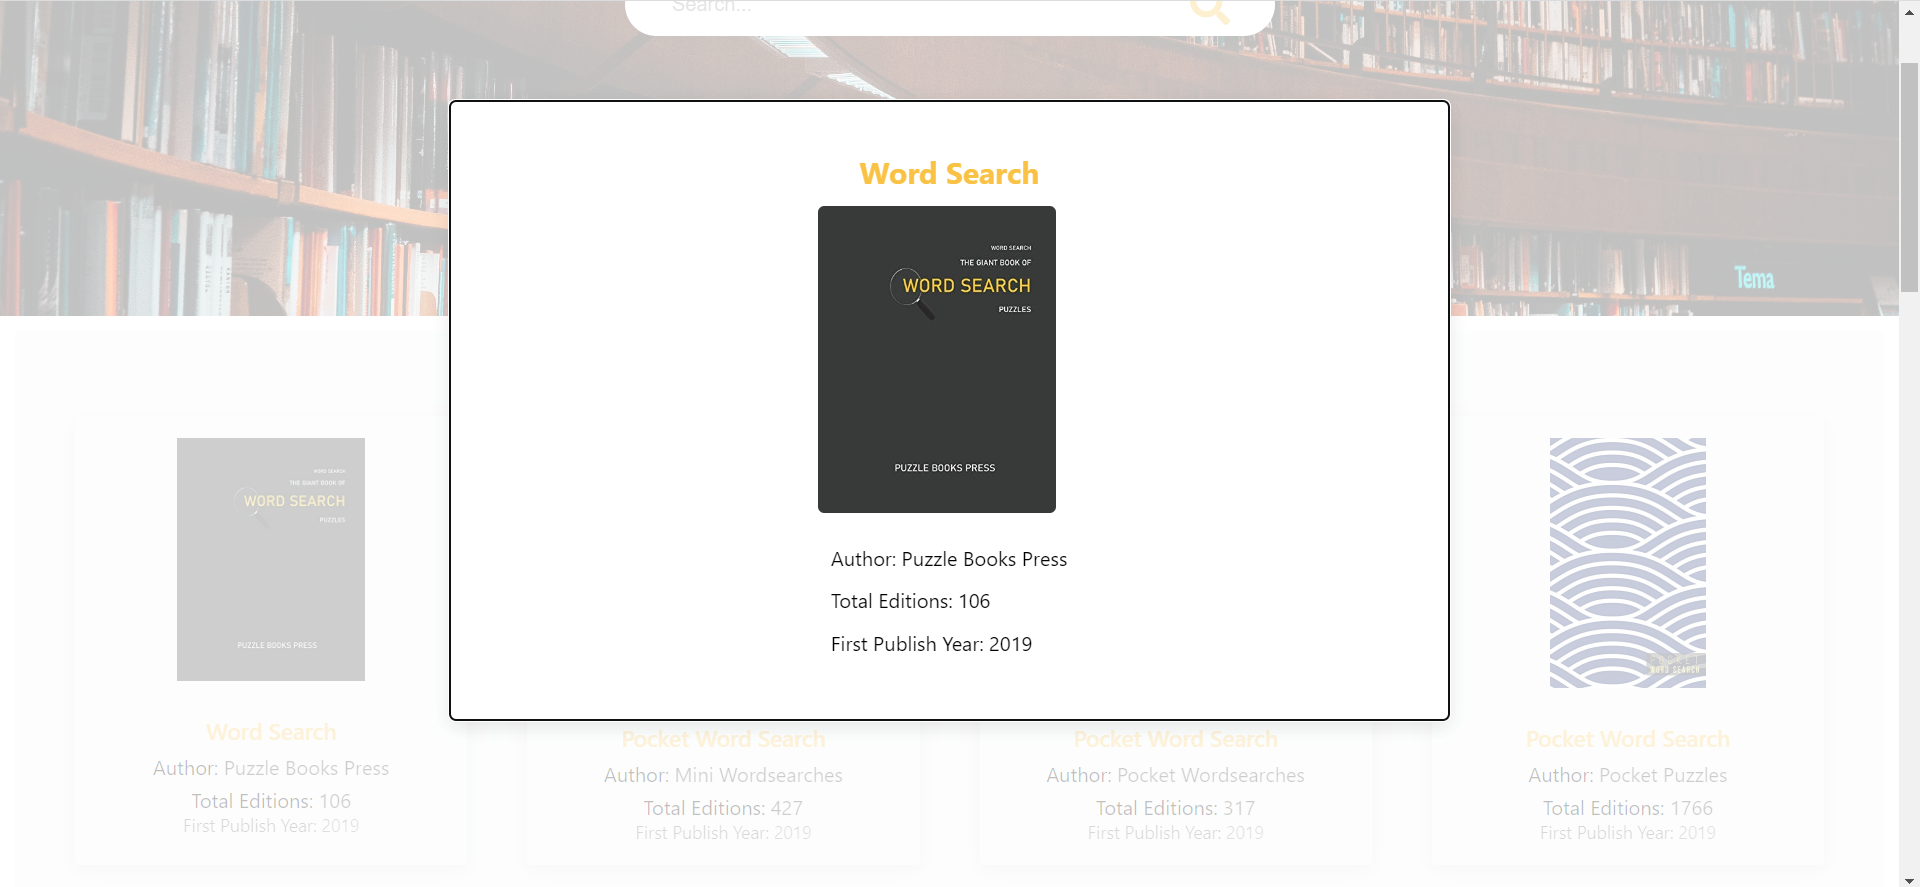 Search...
Tema
Word Search
WORD SEARCH
THE GIANT BOOK OF
WORD SEARCH
PUZZLES
PUZZLE BOOKS PRESS
Author: Puzzle Books Press
Total Editions: 106
First Publish Year: 2019
WORD SEARCH
THE GIANT BOOK OF
WORD SEARCH
PUZZLES
PUZZLE BOOKS PRESS
Word Search
Author: Puzzle Books Press
Total Editions: 106
First Publish Year: 2019
Pocket Word Search
Author: Mini Wordsearches
Total Editions: 427
First Publish Year: 2019
Pocket Word Search
Author: Pocket Wordsearches
Total Editions: 317
First Publish Year: 2019
POCKET
WORD SEARCH
Pocket Word Search
Author: Pocket Puzzles
Total Editions: 1766
First Publish Year: 2019